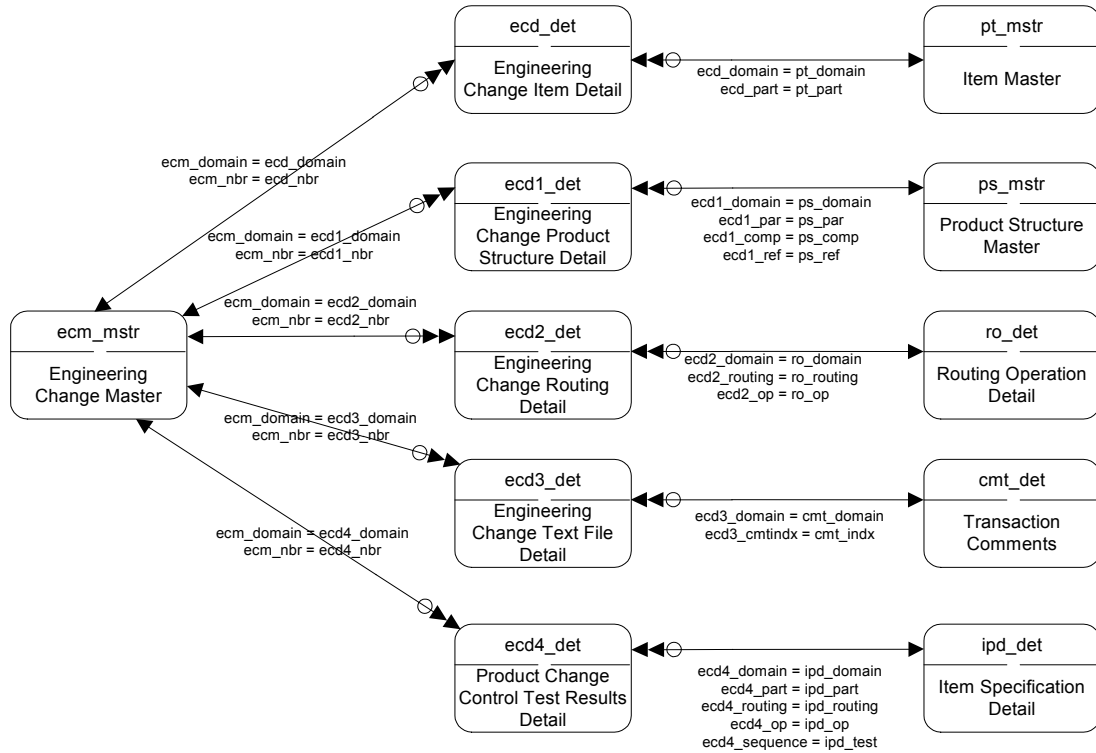 ecd_det
Engineering
Change Item Detail
ecd_domain = pt_domain
ecd_part = pt_part
pt_mstr
Item Master
ecm_domain = ecd_domain
ecm_nbr = ecd_nbr
ecd1_det
Engineering
Change Product
Structure Detail
ecd1_domain = ps_domain
ecd1_par = ps_par
ecd1_comp = ps_comp
ecd1_ref = ps_ref
ps_mstr
Product Structure
Master
ecm_domain = ecd1_domain
ecm_nbr = ecd1_nbr
ecm_domain = ecd2_domain
ecm_nbr = ecd2_nbr
ecm_mstr
Engineering
Change Master
ecd2_det
Engineering
Change Routing
Detail
ecd2_domain = ro_domain
ecd2_routing = ro_routing
ecd2_op = ro_op
ro_det
Routing Operation
Detail
ecm_domain = ecd3_domain
ecm_nbr = ecd3_nbr
ecd3_det
Engineering
Change Text File
Detail
ecd3_domain = cmt_domain
ecd3_cmtindx = cmt_indx
cmt_det
Transaction
Comments
ecm_domain = ecd4_domain
ecm_nbr = ecd4_nbr
ecd4_det
Product Change
Control Test Results
Detail
ecd4_domain = ipd_domain
ecd4_part = ipd_part
ecd4_routing = ipd_routing
ecd4_op = ipd_op
ecd4_sequence = ipd_test
ipd_det
Item Specification
Detail